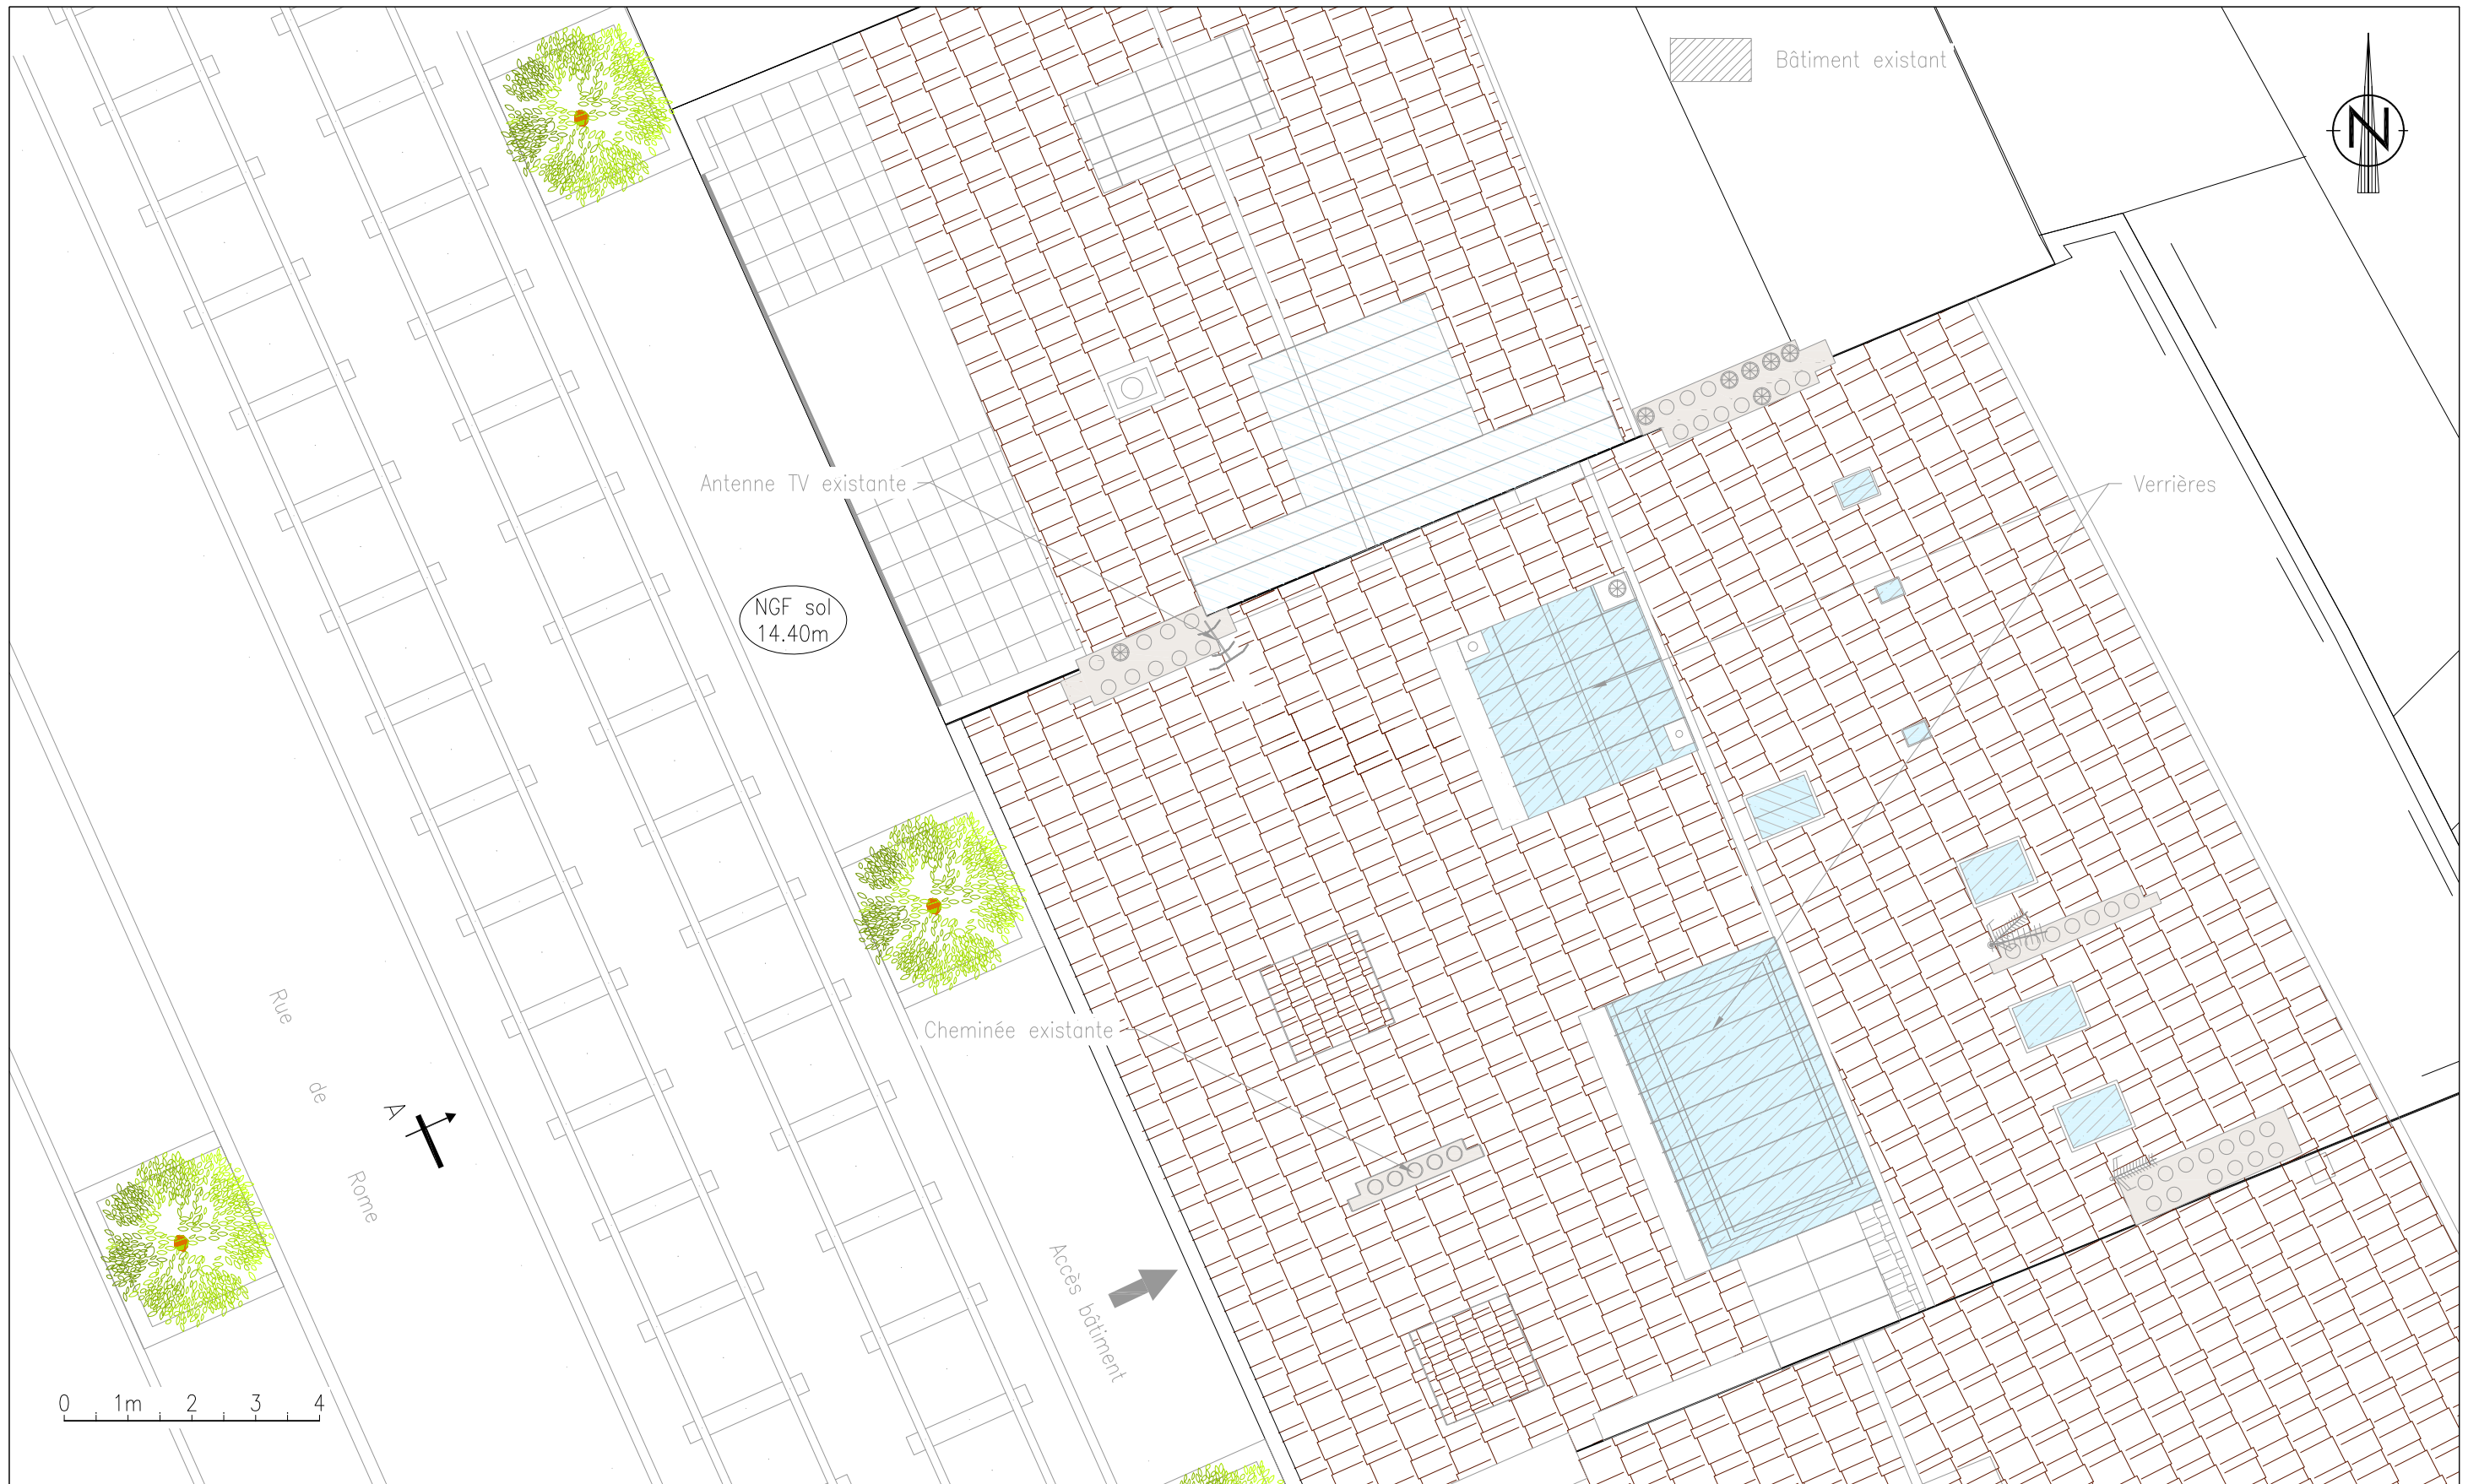 Bâtiment existant
N
Antenne TV existante
Verrières
NGF sol
14.40m
Cheminée existante
Rue
de
Rome
A
Accès bâtiment
0 1m 2 3 4